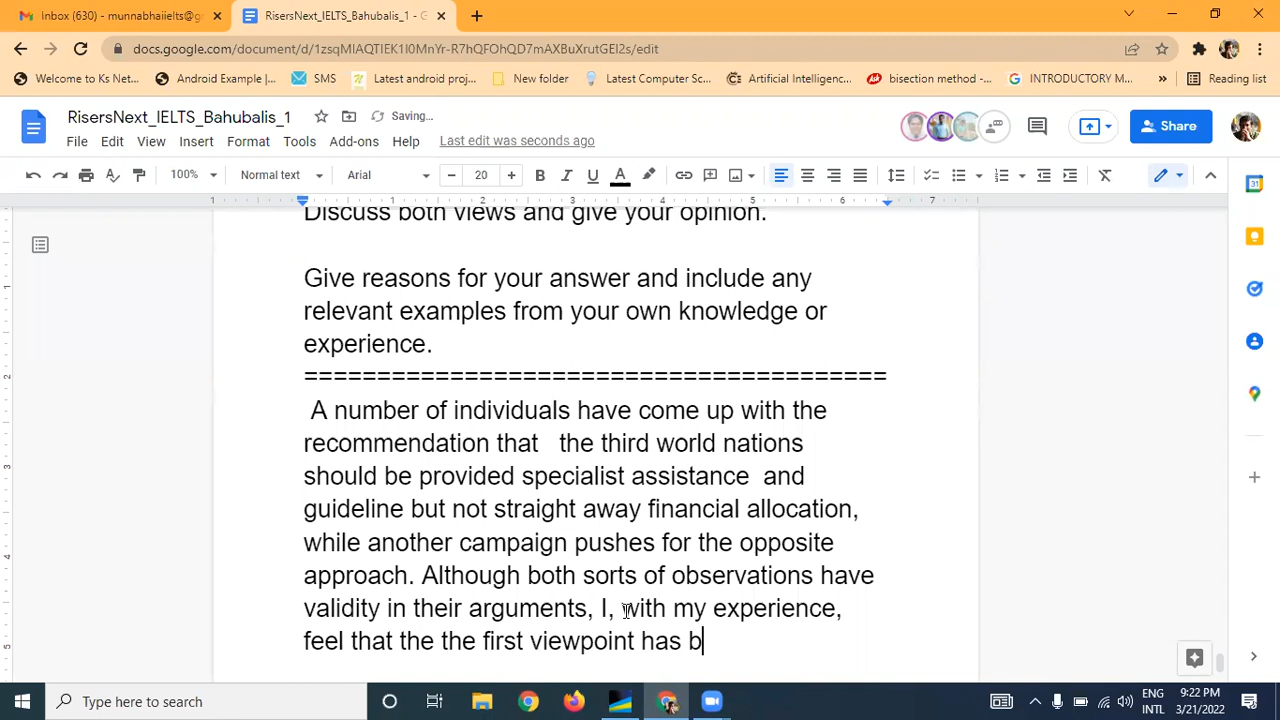 Inbox (630) - munnabhaiielts@g
RisersNext_IELTS_Bahubalis_1 - G
docs.google.com/document/d/1zsqMIAQTIEK1I0MnYr-R7hQFOhQD7mAXBuXrutGEI2s/edit
Welcome to Ks Net...
Android Example |...
SMS
Latest android proj...
New folder
Latest Computer Sc...
Artificial Intelligenc...
bisection method -...
INTRODUCTORY M...
»
Reading list
RisersNext_IELTS_Bahubalis_1
Saving...
Share
File Edit View Insert Format Tools Add-ons Help
Last edit was seconds ago
100% Normal text Arial 20
Discuss both views and give your opinion.
Give reasons for your answer and include any
relevant examples from your own knowledge or
experience.
========================================
A number of individuals have come up with the
recommendation that   the third world nations
should be provided specialist assistance  and
guideline but not straight away financial allocation,
while another campaign pushes for the opposite
approach. Although both sorts of observations have
validity in their arguments, I, with my experience,
feel that the the first viewpoint has b
Type here to search
ENG
INTL
9:22 PM
3/21/2022